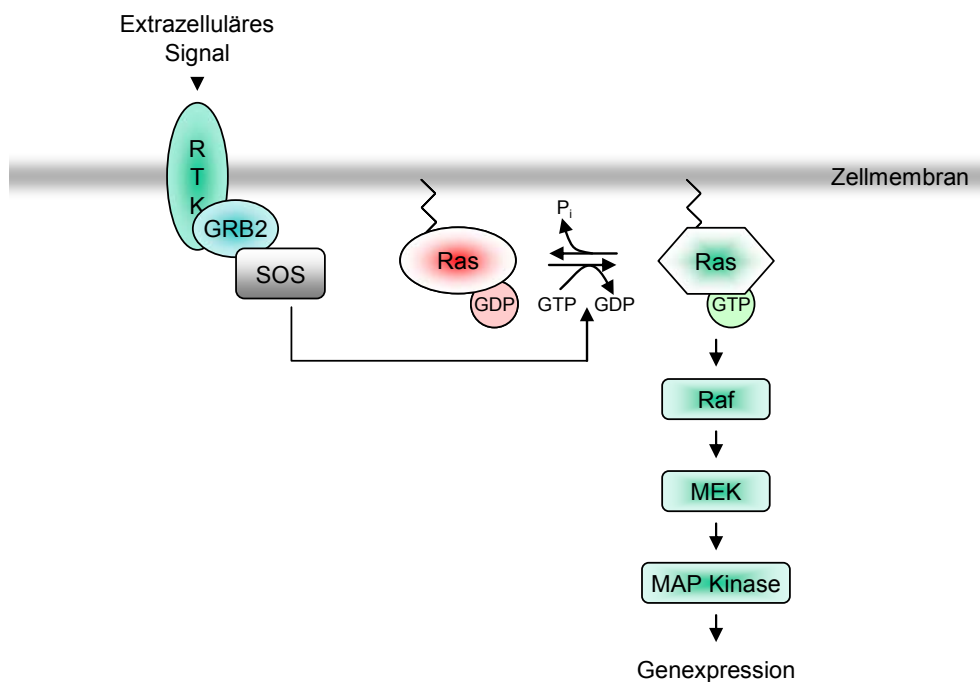 Extrazelluläres
Signal
R
T
K
Zellmembran
GRB2
SOS
Ras
GDP
Pi
GTP GDP
Ras
GTP
Raf
MEK
MAP Kinase
Genexpression